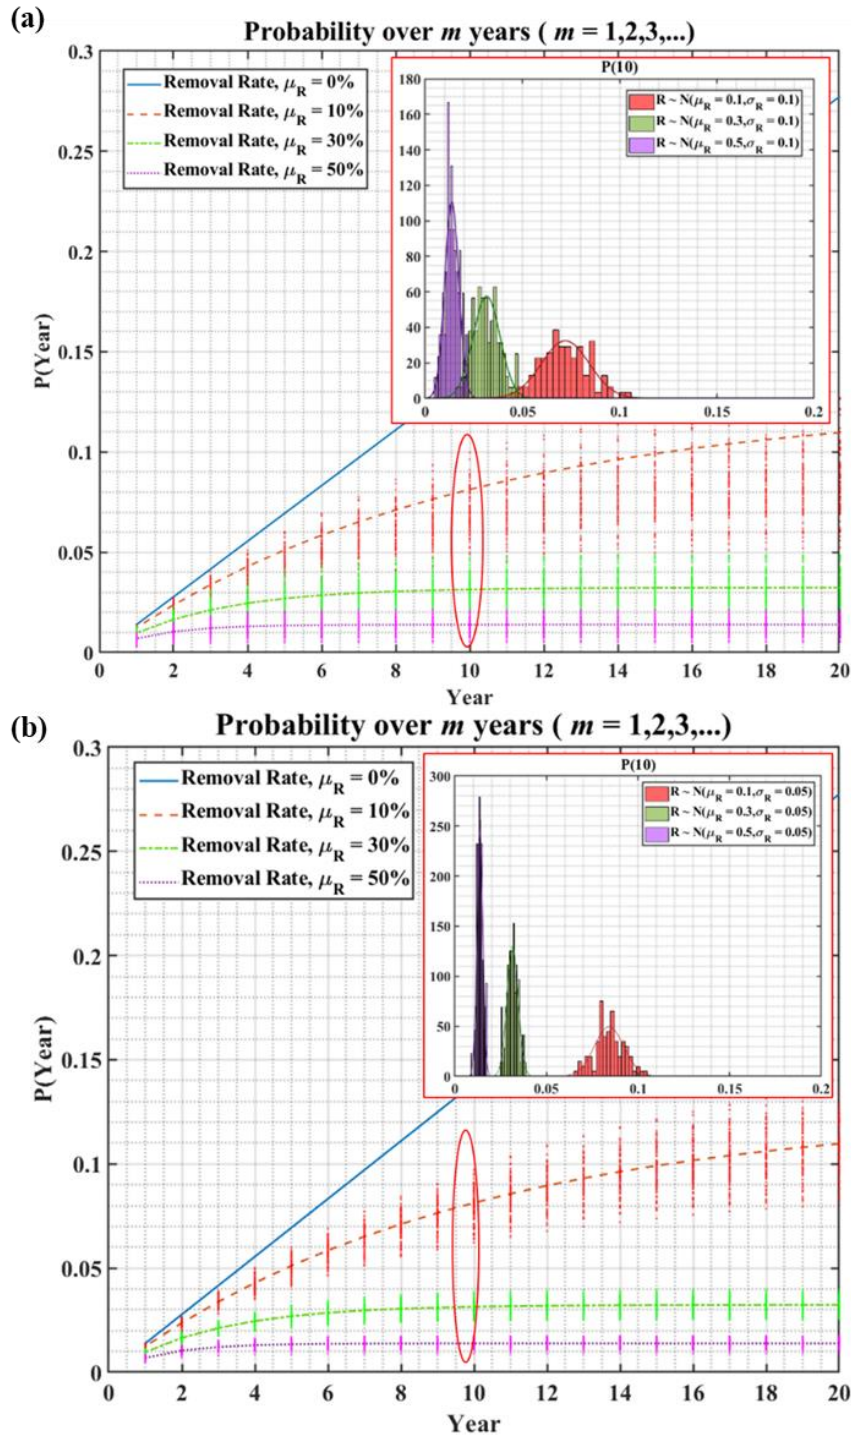 (a)
Probability over m years ( m = 1,2,3,...)
Removal Rate, μR = 0%
Removal Rate, μR = 10%
Removal Rate, μR = 30%
Removal Rate, μR = 50%
P(10)
R ~ N(μR = 0.1,σR = 0.1)
R ~ N(μR = 0.3,σR = 0.1)
R ~ N(μR = 0.5,σR = 0.1)
180
160
140
120
100
80
60
40
20
0
0 0.05 0.1 0.15 0.2
P(Year)
0.3
0.25
0.2
0.15
0.1
0.05
0
0 2 4 6 8 10 12 14 16 18 20
Year
(b)
Probability over m years ( m = 1,2,3,...)
Removal Rate, μR = 0%
Removal Rate, μR = 10%
Removal Rate, μR = 30%
Removal Rate, μR = 50%
P(10)
R ~ N(μR = 0.1,σR = 0.05)
R ~ N(μR = 0.3,σR = 0.05)
R ~ N(μR = 0.5,σR = 0.05)
300
250
200
150
100
50
0
0 0.05 0.1 0.15 0.2
P(Year)
0.3
0.25
0.2
0.15
0.1
0.05
0
0 2 4 6 8 10 12 14 16 18 20
Year